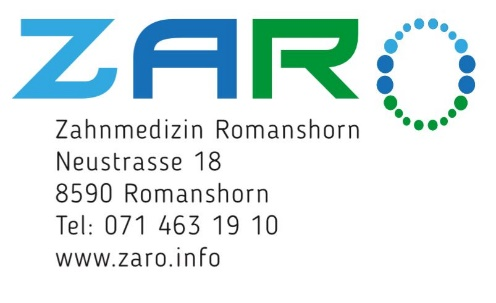 ZARO
Zahnmedizin Romanshorn
Neustrasse 18
8590 Romanshorn
Tel: 071 463 19 10
www.zaro.info